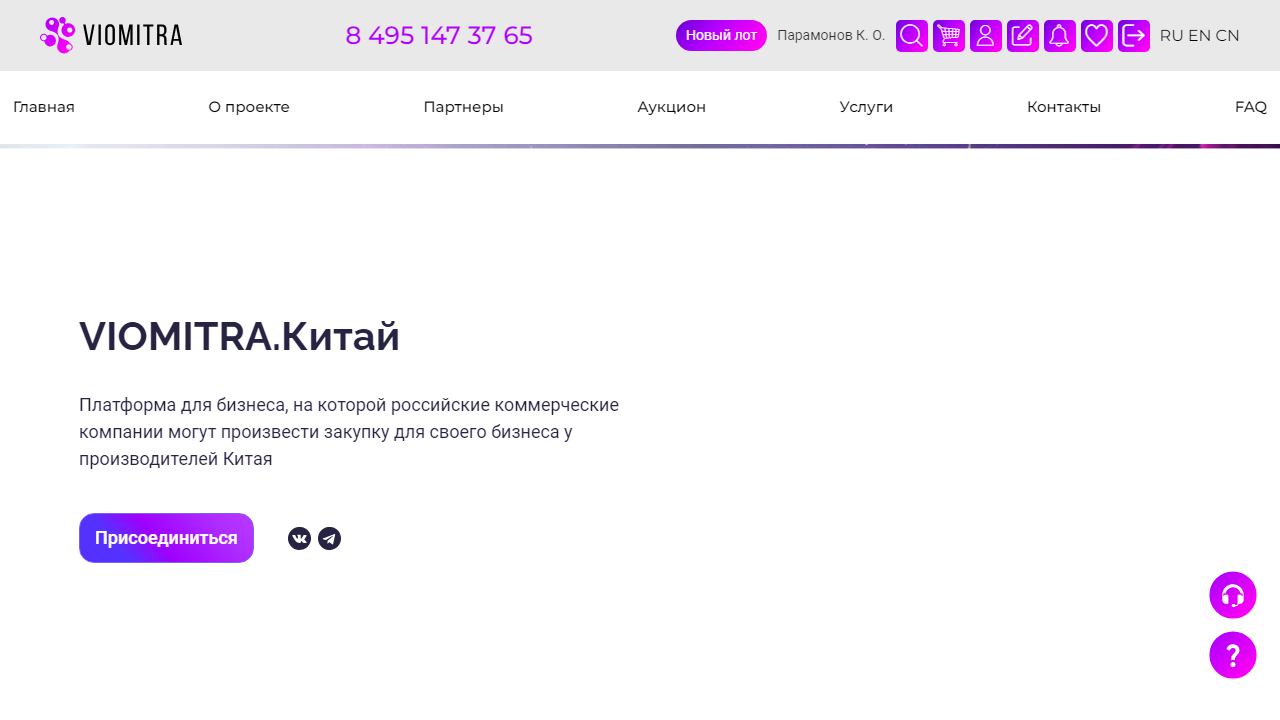 VIOMITRA
8 495 147 37 65
Новый лот
Парамонов К. О.
RU EN CN
Главная
О проекте
Партнеры
Аукцион
Услуги
Контакты
FAQ
VIOMITRA.Китай
Платформа для бизнеса, на которой российские коммерческие
компании могут произвести закупку для своего бизнеса у
производителей Китая
Присоединиться